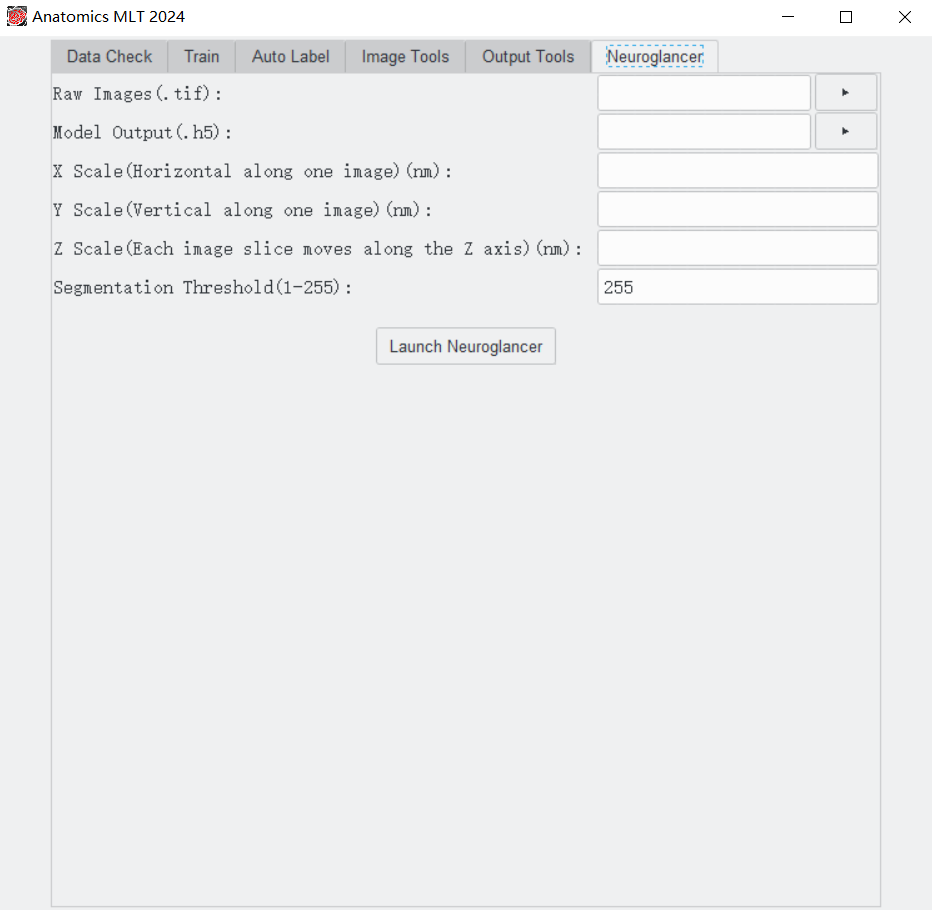 Anatomics MLT 2024
Data Check Train Auto Label Image Tools Output Tools Neuroglancer
Raw Images(.tif):
Model Output(.h5):
X Scale(Horizontal along one image)(nm):
Y Scale(Vertical along one image)(nm):
Z Scale(Each image slice moves along the Z axis)(nm):
Segmentation Threshold(1-255): 255
Launch Neuroglancer